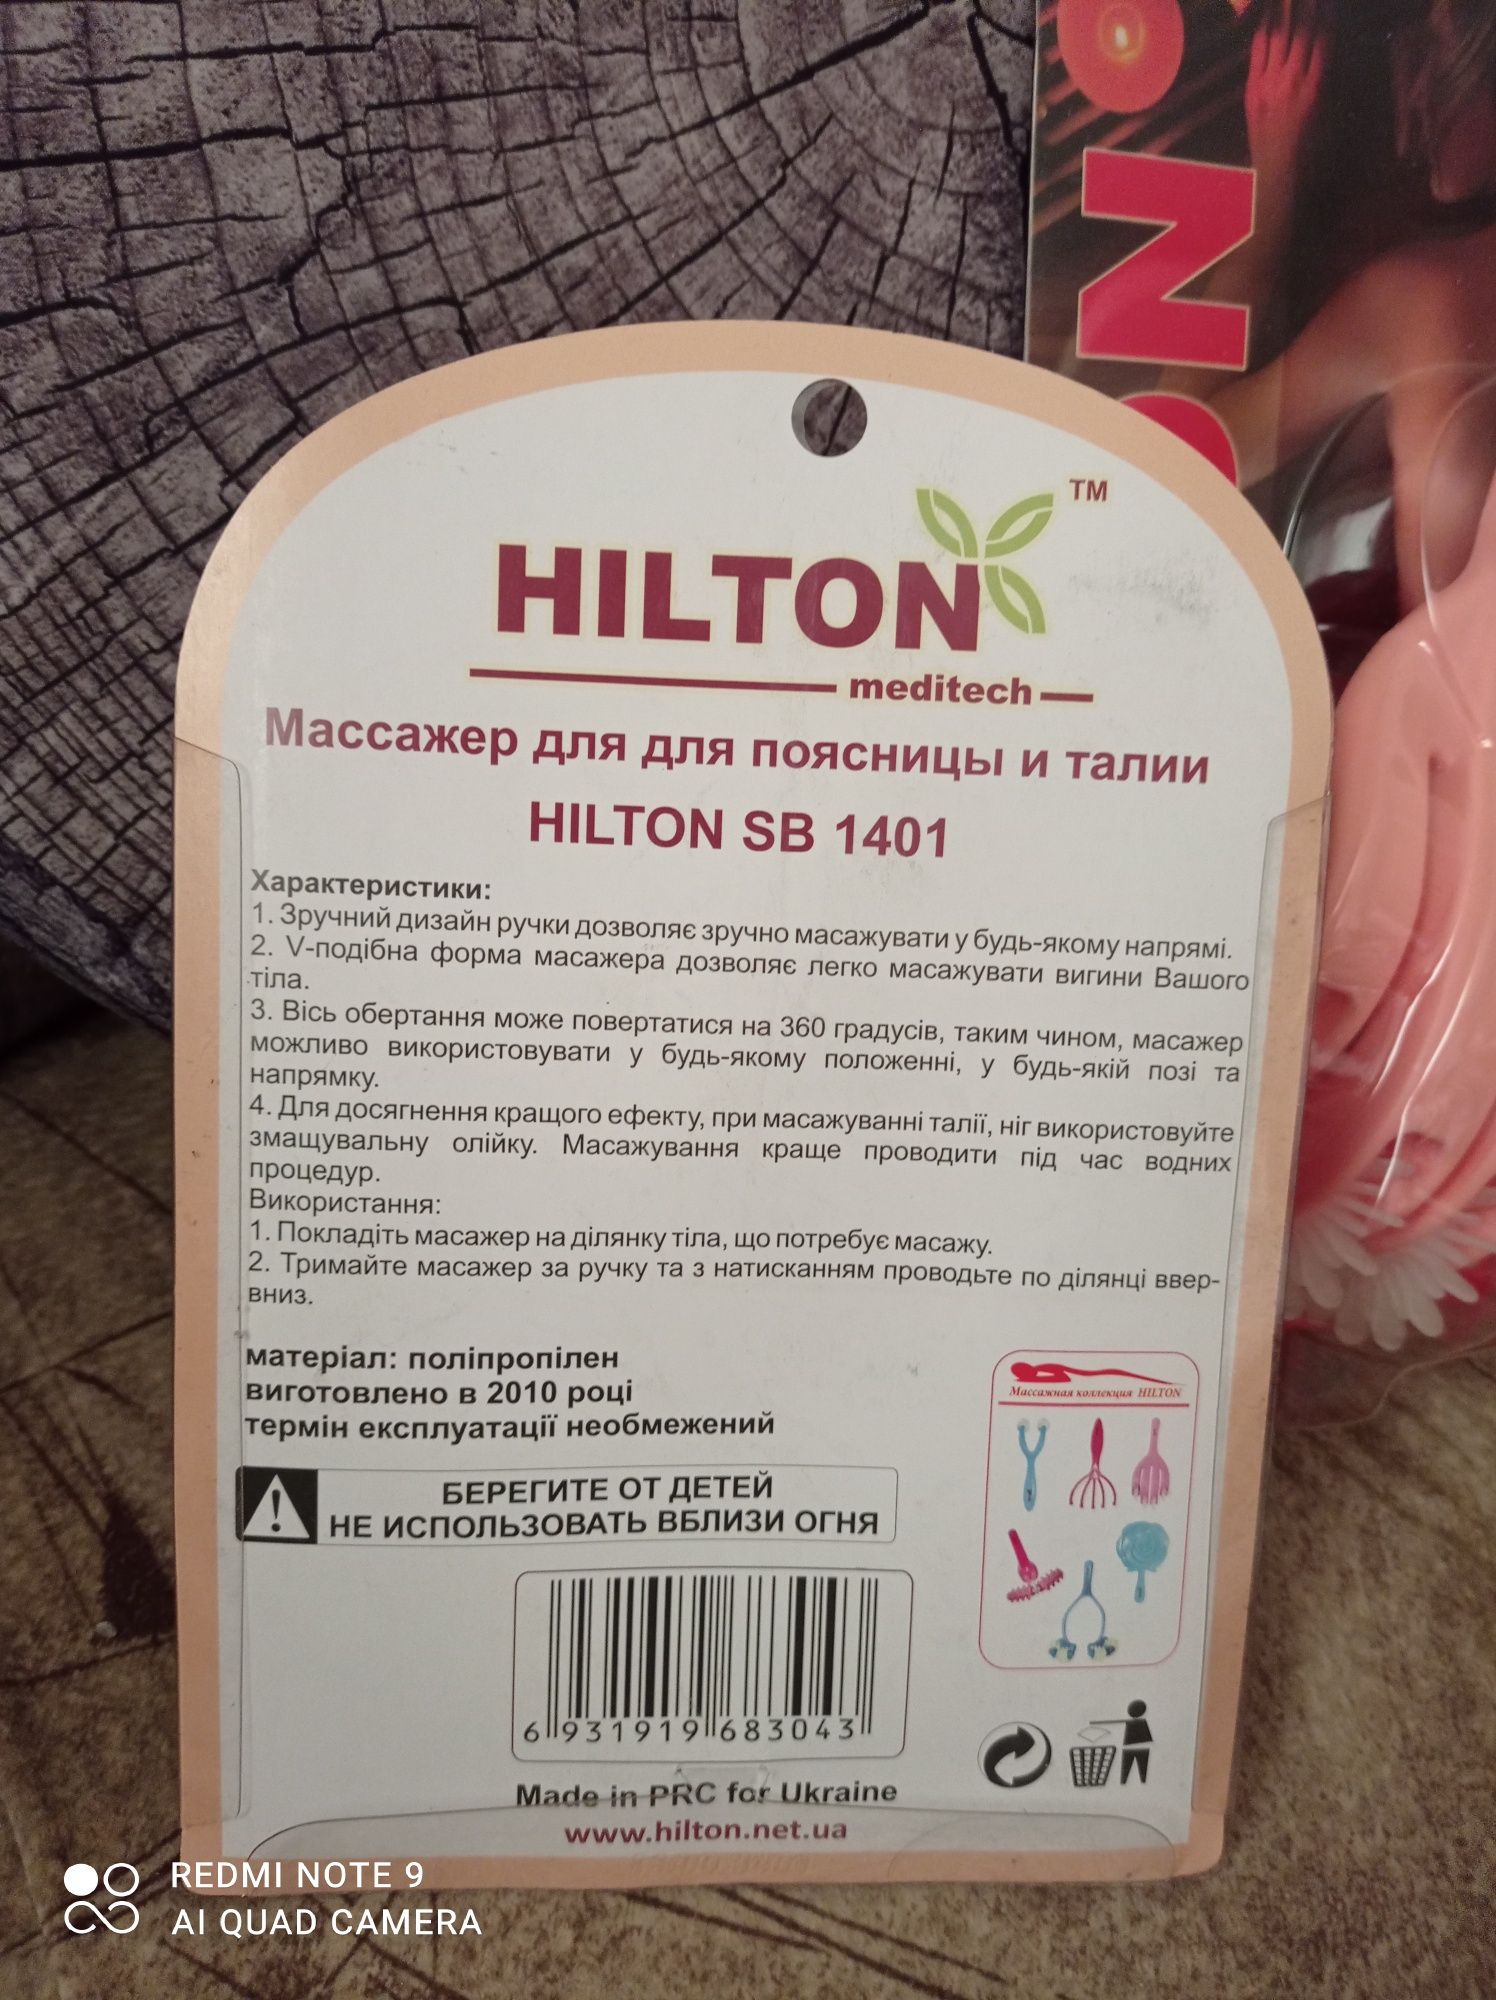 HILTON
TM
meditech
Массажер для для поясницы и талии
HILTON SB 1401
Характеристики:
1. Зручний дизайн ручки дозволяє зручно масажувати у будь-якому напрямі.
2. V-подібна форма масажера дозволяє легко масажувати вигини Вашого
тіла.
3. Вісь обертання може повертатися на 360 градусів, таким чином, масажер
можливо використовувати у будь-якому положенні, у будь-якій позі та
напрямку.
4. Для досягнення кращого ефекту, при масажуванні талії, ніг використовуйте
змащувальну олійку. Масажування краще проводити під час водних
процедур.
Використання:
1. Покладіть масажер на ділянку тіла, що потребує масажу.
2. Тримайте масажер за ручку та з натисканням проводьте по ділянці ввер-
вниз.
матеріал: поліпропілен
виготовлено в 2010 році
термін експлуатації необмежений
БЕРЕГИТЕ ОТ ДЕТЕЙ
НЕ ИСПОЛЬЗОВАТЬ ВБЛИЗИ ОГНЯ
Массажная коллекция HILTON
6 931919 683043
Made in PRC for Ukraine
www.hilton.net.ua
REDMI NOTE 9
AI QUAD CAMERA